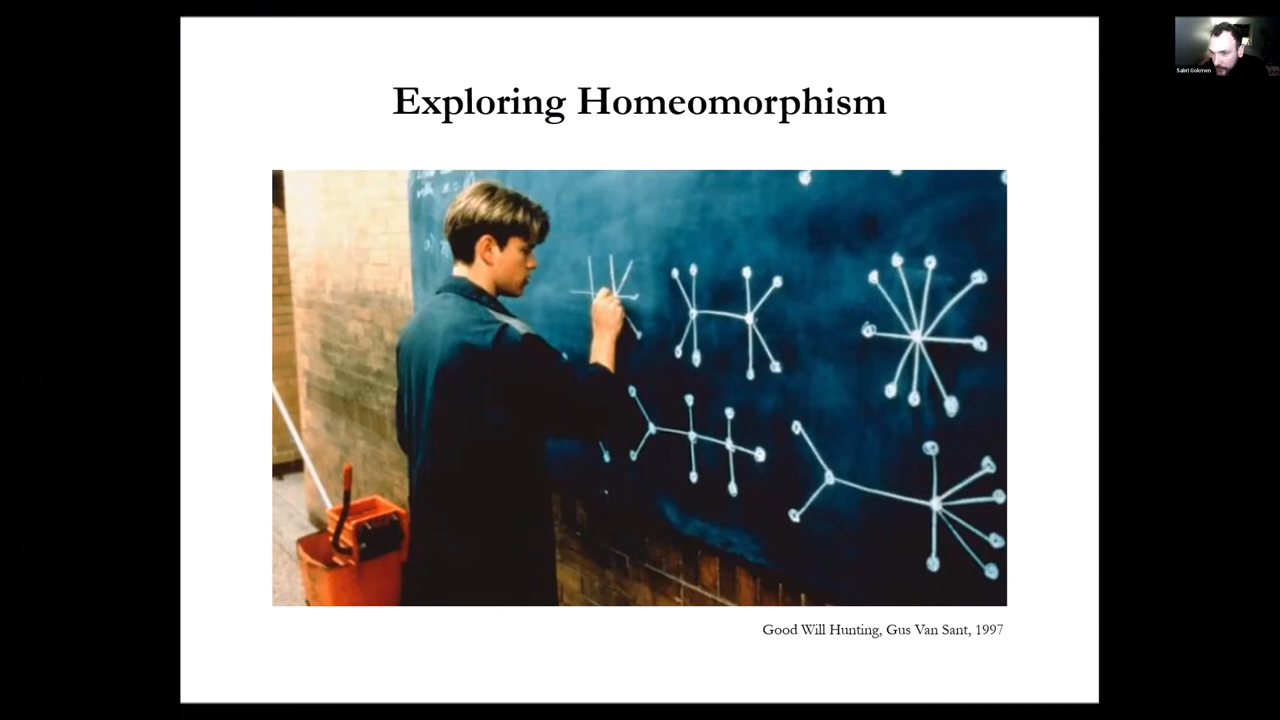 Exploring Homeomorphism
Sabri Gokmen
Good Will Hunting, Gus Van Sant, 1997